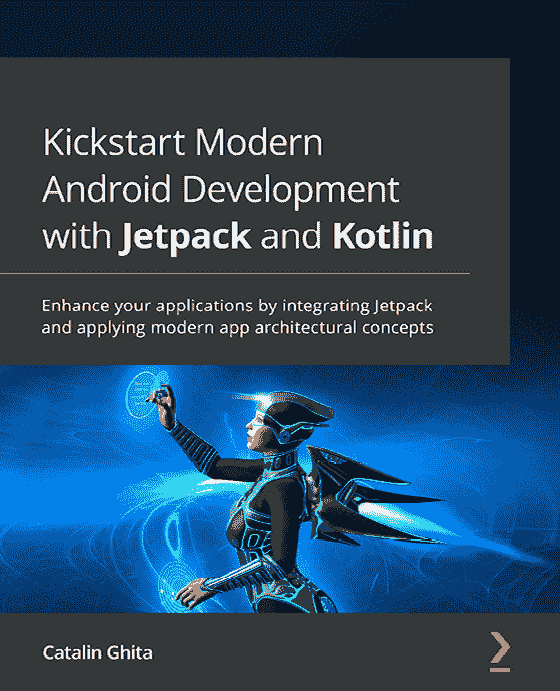 Kickstart Modern
Android Development
with Jetpack and Kotlin
Enhance your applications by integrating Jetpack
and applying modern app architectural concepts
Catalin Ghita